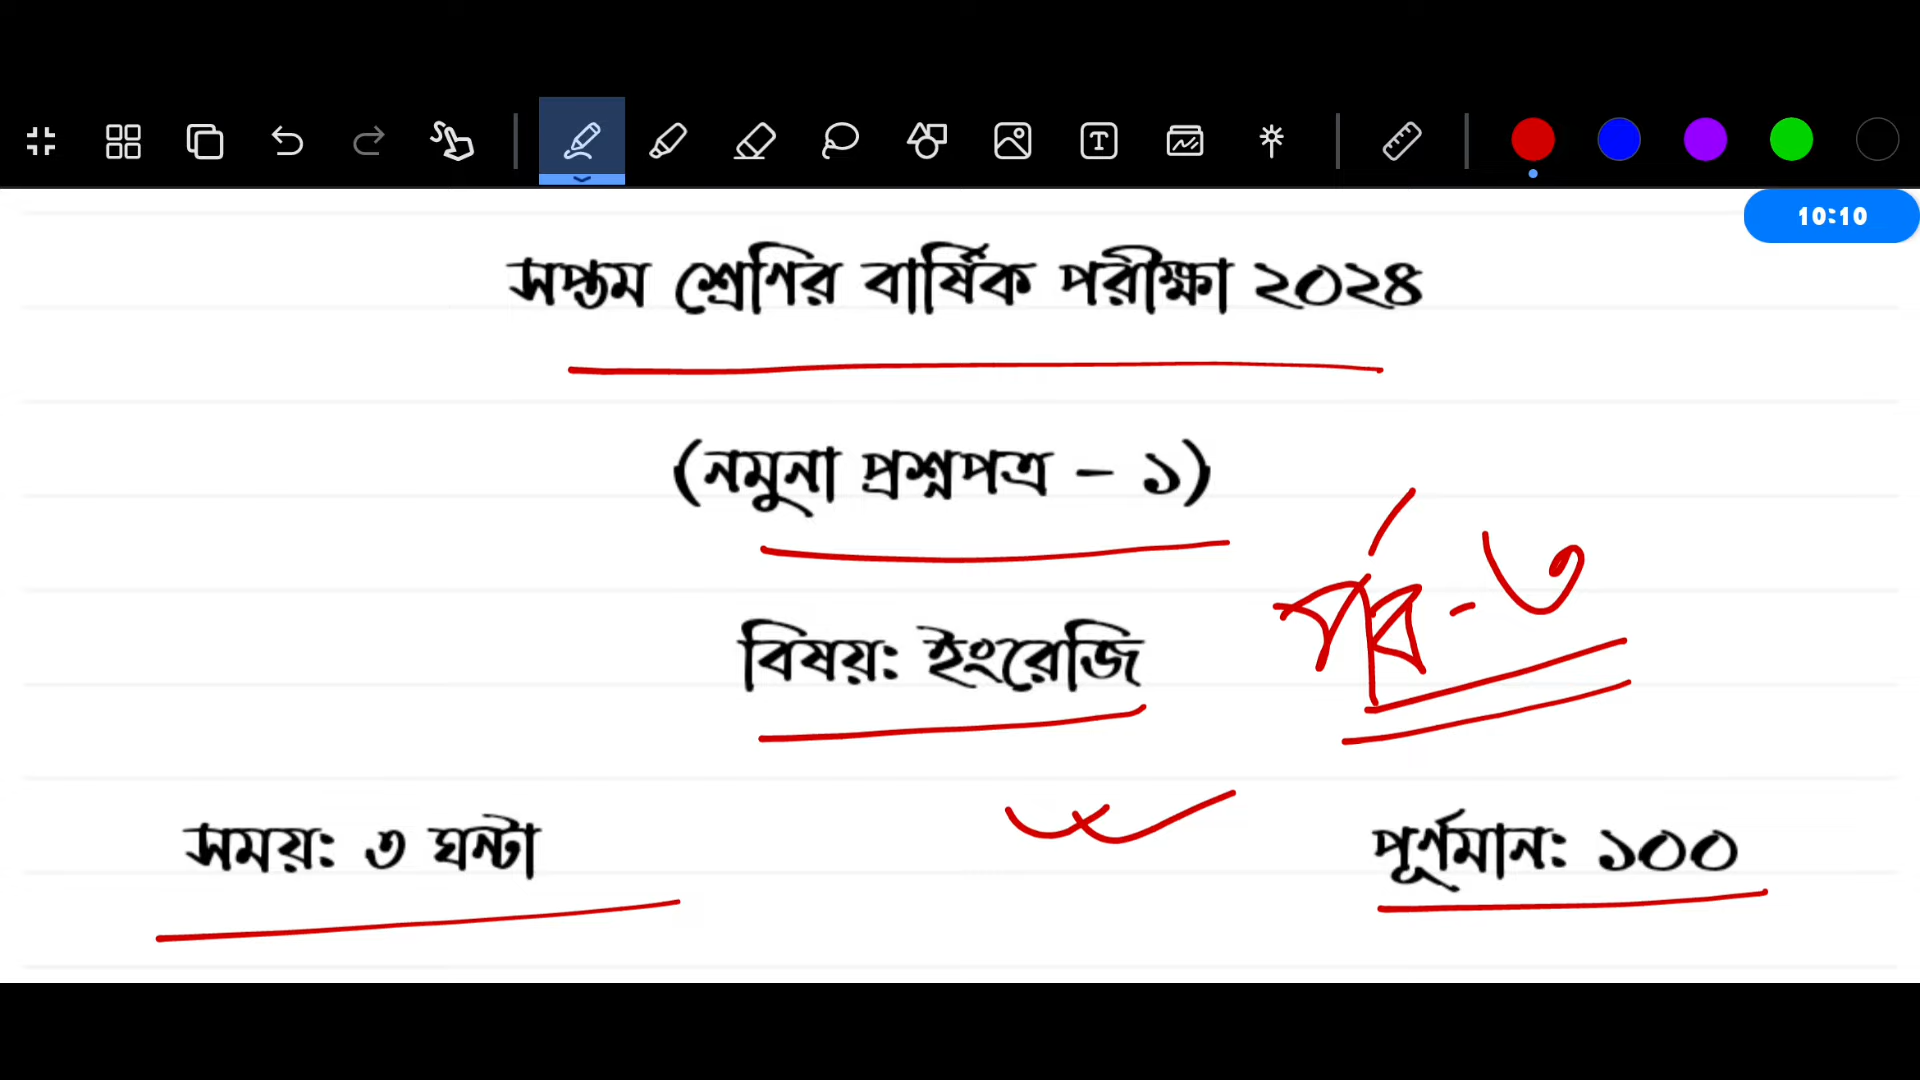 10:10
সপ্তম শ্রেণির বার্ষিক পরীক্ষা ২০২৪
(নমুনা প্রশ্নপত্র – ১)
পর্ব - ৩
বিষয়: ইংরেজি
সময়: ৩ ঘন্টা
পূর্ণমান: ১০০